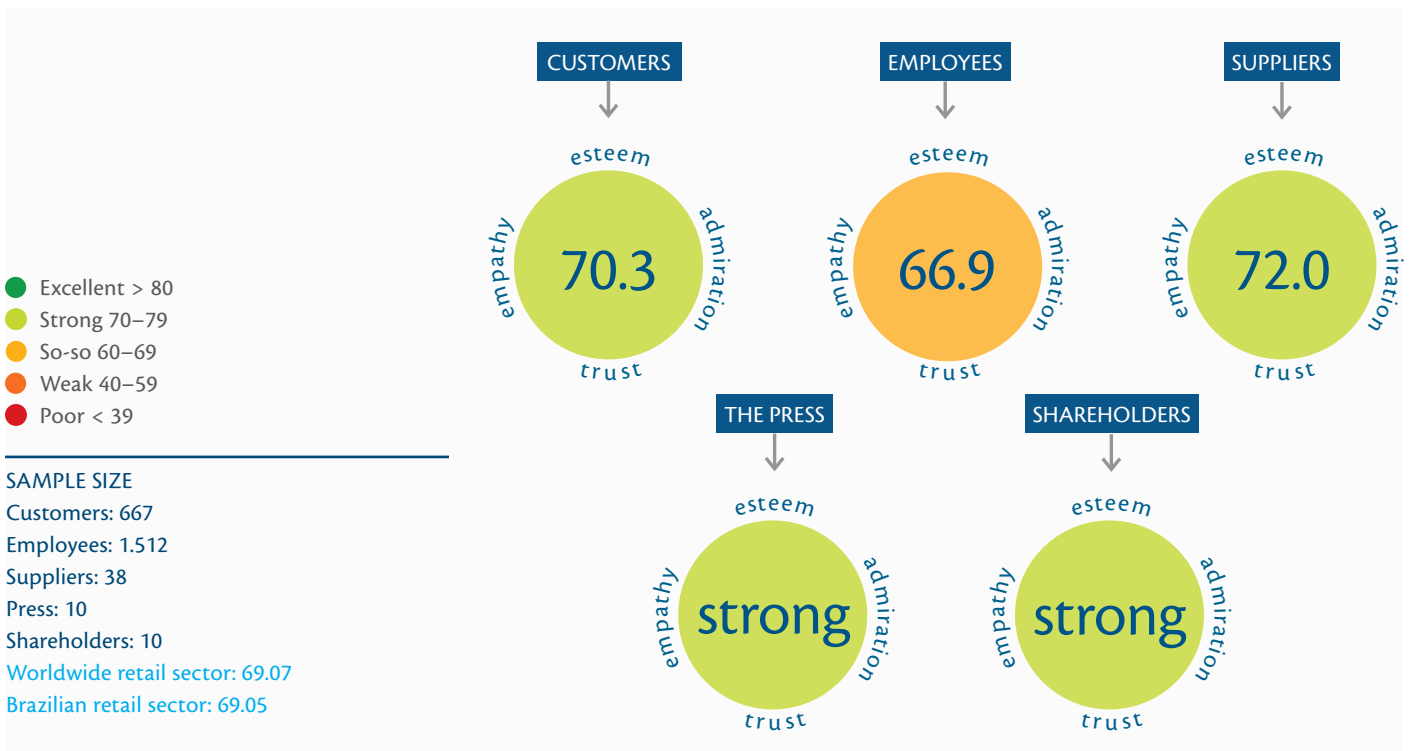 CUSTOMERS
esteem
empathy
70.3
admiration
trust
EMPLOYEES
esteem
empathy
66.9
admiration
trust
SUPPLIERS
esteem
empathy
72.0
admiration
trust
Excellent > 80
Strong 70–79
So-so 60–69
Weak 40–59
Poor < 39
THE PRESS
esteem
empathy
strong
admiration
trust
SHAREHOLDERS
esteem
empathy
strong
admiration
trust
SAMPLE SIZE
Customers: 667
Employees: 1.512
Suppliers: 38
Press: 10
Shareholders: 10
Worldwide retail sector: 69.07
Brazilian retail sector: 69.05